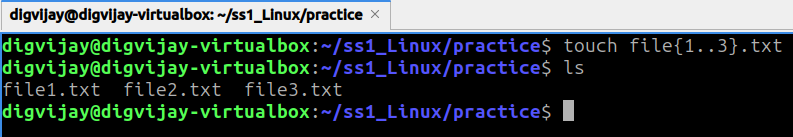 digvijay@digvijay-virtualbox: ~/ss1_Linux/practice ×
digvijay@digvijay-virtualbox:~/ss1_Linux/practice$ touch file{1..3}.txt
digvijay@digvijay-virtualbox:~/ss1_Linux/practice$ ls
file1.txt  file2.txt  file3.txt
digvijay@digvijay-virtualbox:~/ss1_Linux/practice$